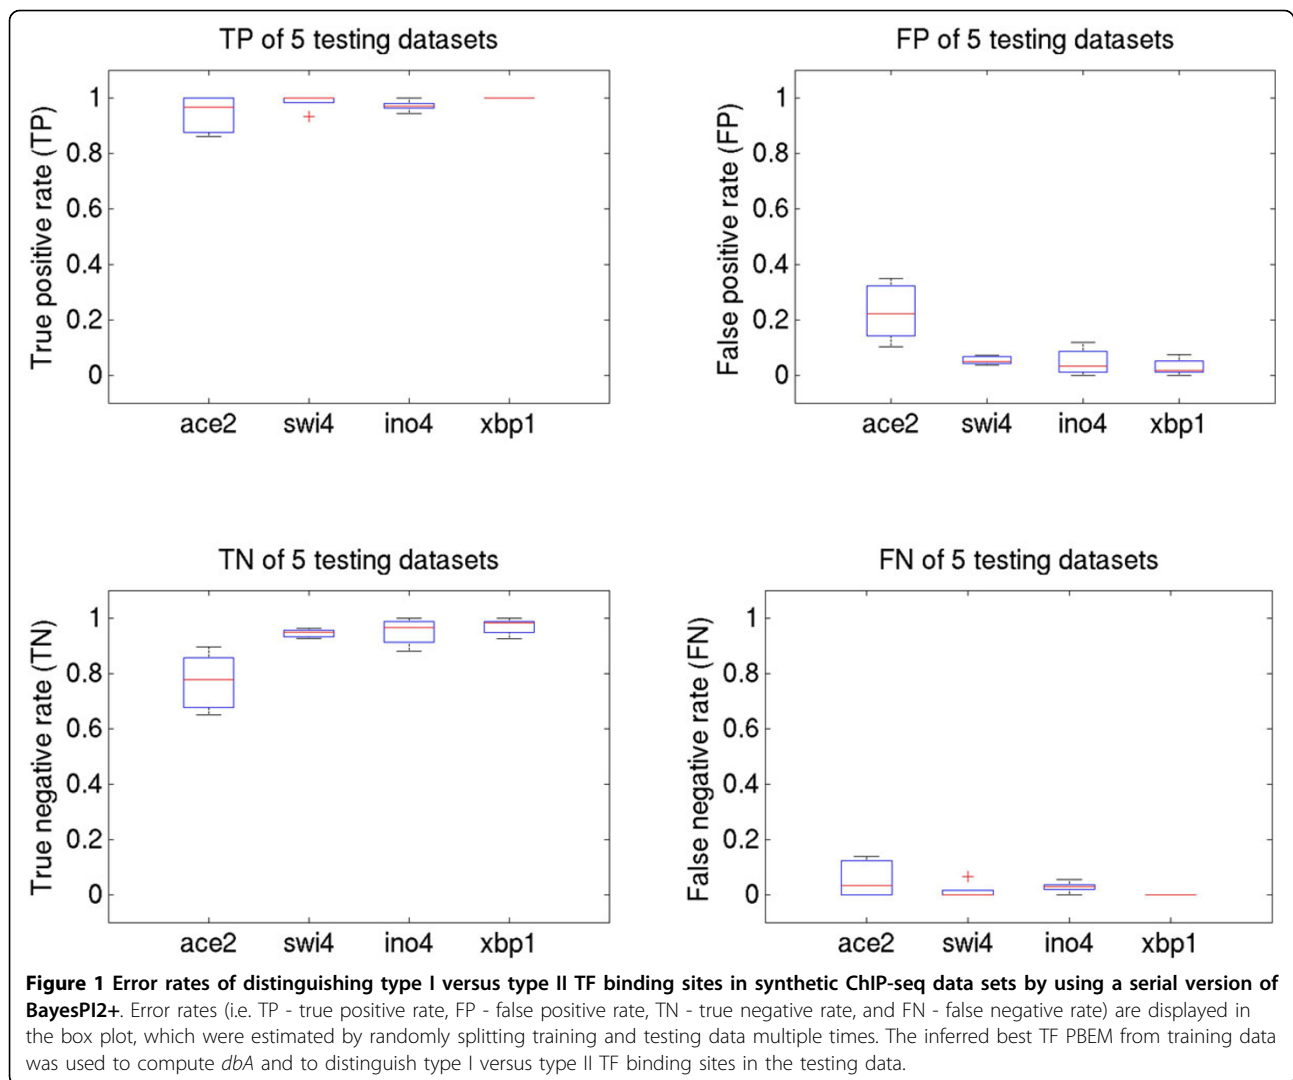 TP of 5 testing datasets
True positive rate (TP)
1
0.8
0.6
0.4
0.2
0
ace2 swi4 ino4 xbp1
FP of 5 testing datasets
False positive rate (FP)
1
0.8
0.6
0.4
0.2
0
ace2 swi4 ino4 xbp1
TN of 5 testing datasets
True negative rate (TN)
1
0.8
0.6
0.4
0.2
0
ace2 swi4 ino4 xbp1
FN of 5 testing datasets
False negative rate (FN)
1
0.8
0.6
0.4
0.2
0
ace2 swi4 ino4 xbp1
Figure 1 Error rates of distinguishing type I versus type II TF binding sites in synthetic ChIP-seq data sets by using a serial version of
BayesPI2+. Error rates (i.e. TP - true positive rate, FP - false positive rate, TN - true negative rate, and FN - false negative rate) are displayed in
the box plot, which were estimated by randomly splitting training and testing data multiple times. The inferred best TF PBEM from training data
was used to compute dbA and to distinguish type I versus type II TF binding sites in the testing data.